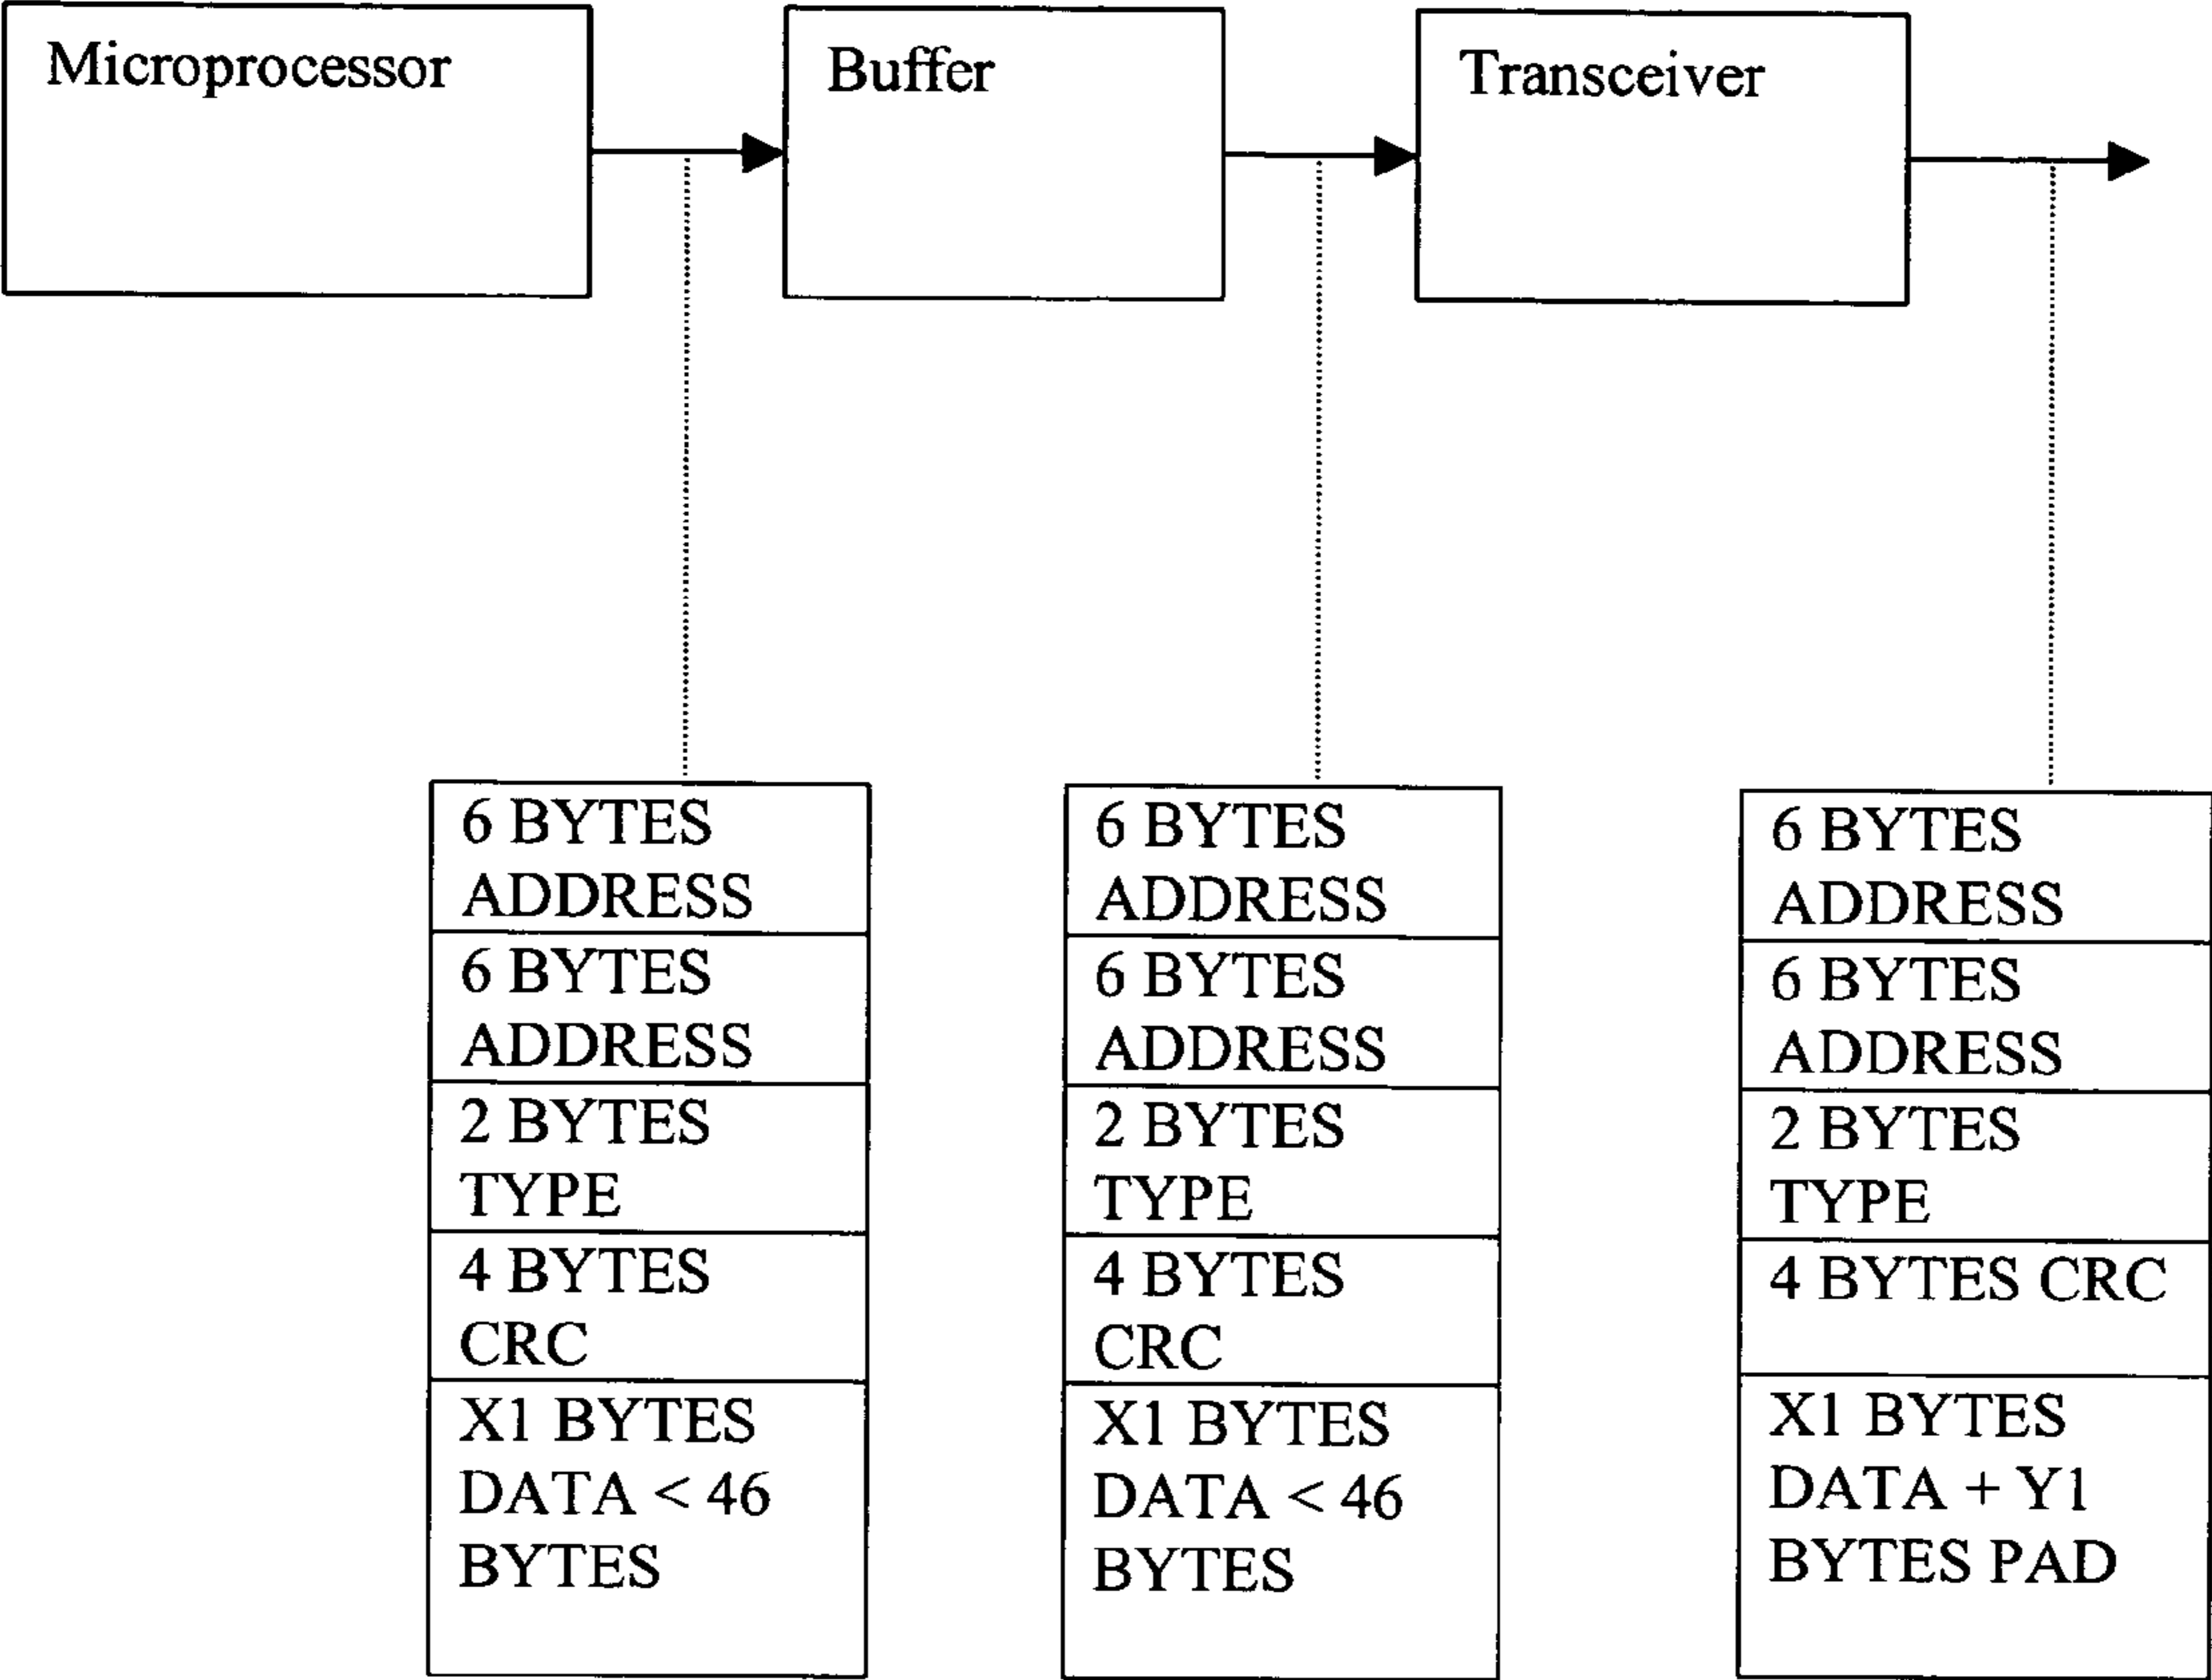 Microprocessor
Buffer
Transceiver
6 BYTES
ADDRESS
6 BYTES
ADDRESS
2 BYTES
TYPE
4 BYTES
CRC
X1 BYTES
DATA < 46
BYTES
6 BYTES
ADDRESS
6 BYTES
ADDRESS
2 BYTES
TYPE
4 BYTES
CRC
X1 BYTES
DATA < 46
BYTES
6 BYTES
ADDRESS
6 BYTES
ADDRESS
2 BYTES
TYPE
4 BYTES CRC
X1 BYTES
DATA + Y1
BYTES PAD